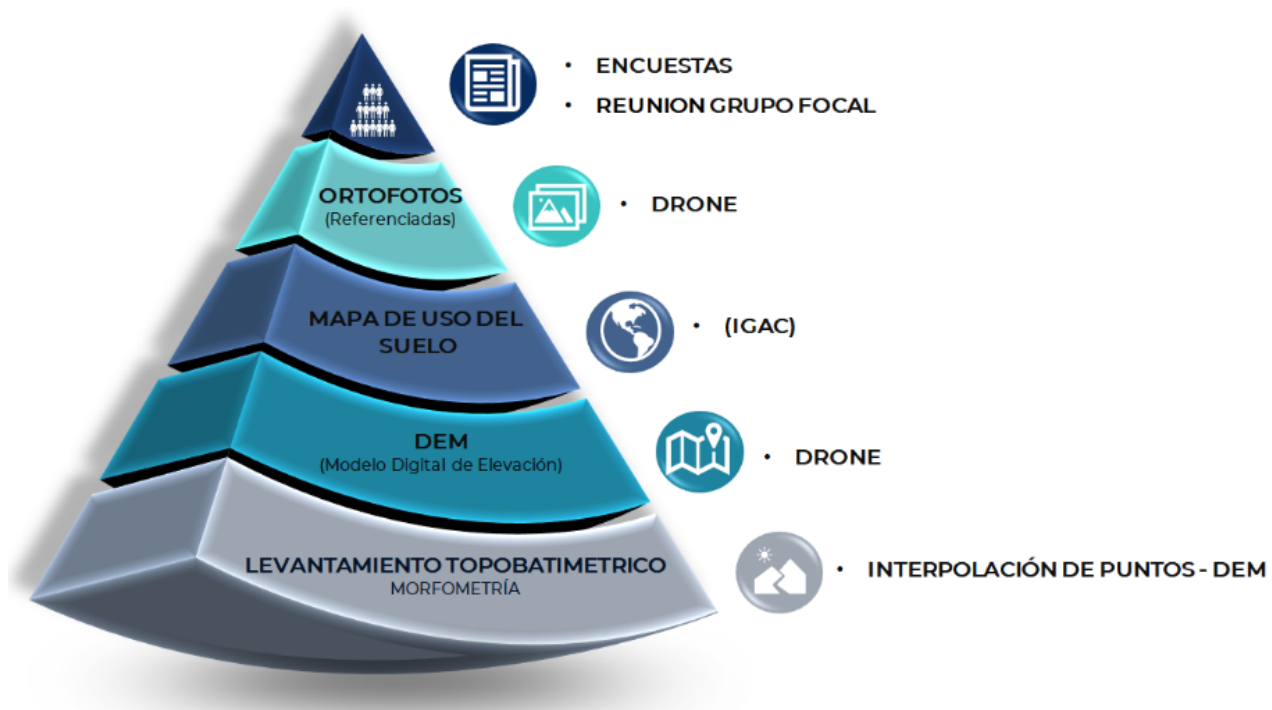 • ENCUESTAS
• REUNION GRUPO FOCAL
ORTOFOTOS
(Referenciadas)
• DRONE
MAPA DE USO DEL
SUELO
• (IGAC)
DEM
(Modelo Digital de Elevación)
• DRONE
LEVANTAMIENTO TOPOBATIMETRICO
MORFOMETRÍA
• INTERPOLACIÓN DE PUNTOS - DEM